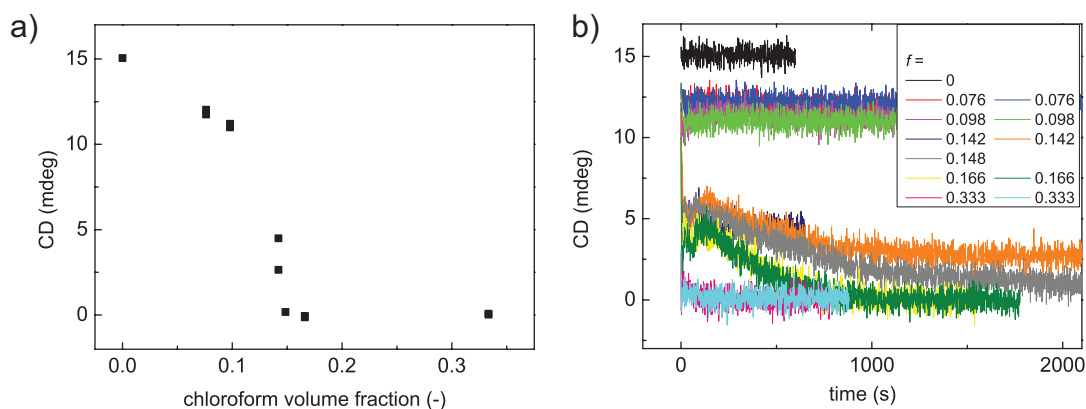 a)
CD (mdeg)
15
10
5
0
0.0 0.1 0.2 0.3
chloroform volume fraction (-)
b)
CD (mdeg)
15
10
5
0
0 1000 2000
time (s)
f =
0
0.076 0.076
0.098 0.098
0.142 0.142
0.148
0.166 0.166
0.333 0.333